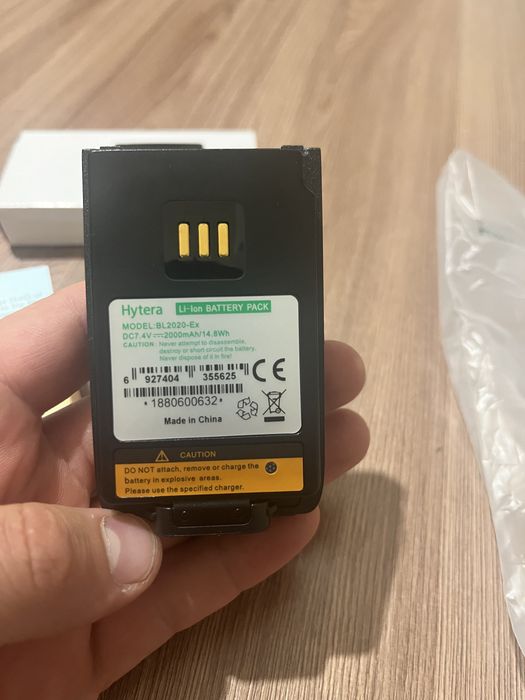 Hytera Li-Ion BATTERY PACK
MODEL:BL2020-Ex
DC7.4V⎓2000mAh/14.8Wh
CAUTION: Never attempt to disassemble,
destroy or short circuit the battery.
Never dispose of it in fire!
6 927404 355625 CE
*1880600632*
Made in China
CAUTION
DO NOT attach, remove or charge the
battery in explosive areas.
Please use the specified charger.